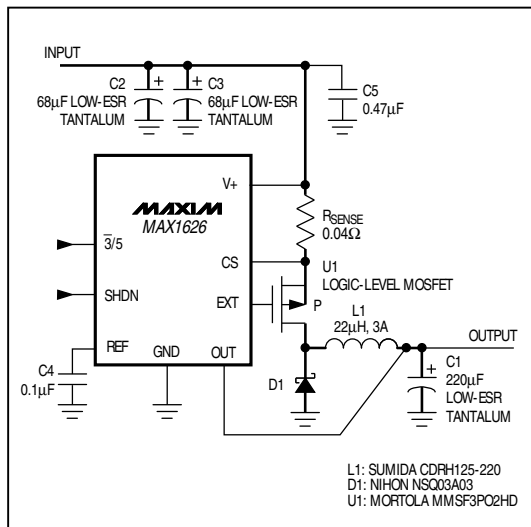 INPUT
C2
68µF LOW-ESR
TANTALUM
C3
68µF LOW-ESR
TANTALUM
C5
0.47µF
V+
MAXIM
MAX1626
RSENSE
0.04Ω
3/5
CS
U1
LOGIC-LEVEL MOSFET
SHDN
EXT
P
L1
22µH, 3A
OUTPUT
REF
GND
OUT
C4
0.1µF
D1
C1
220µF
LOW-ESR
TANTALUM
L1: SUMIDA CDRH125-220
D1: NIHON NSQ03A03
U1: MORTOLA MMSF3PO2HD